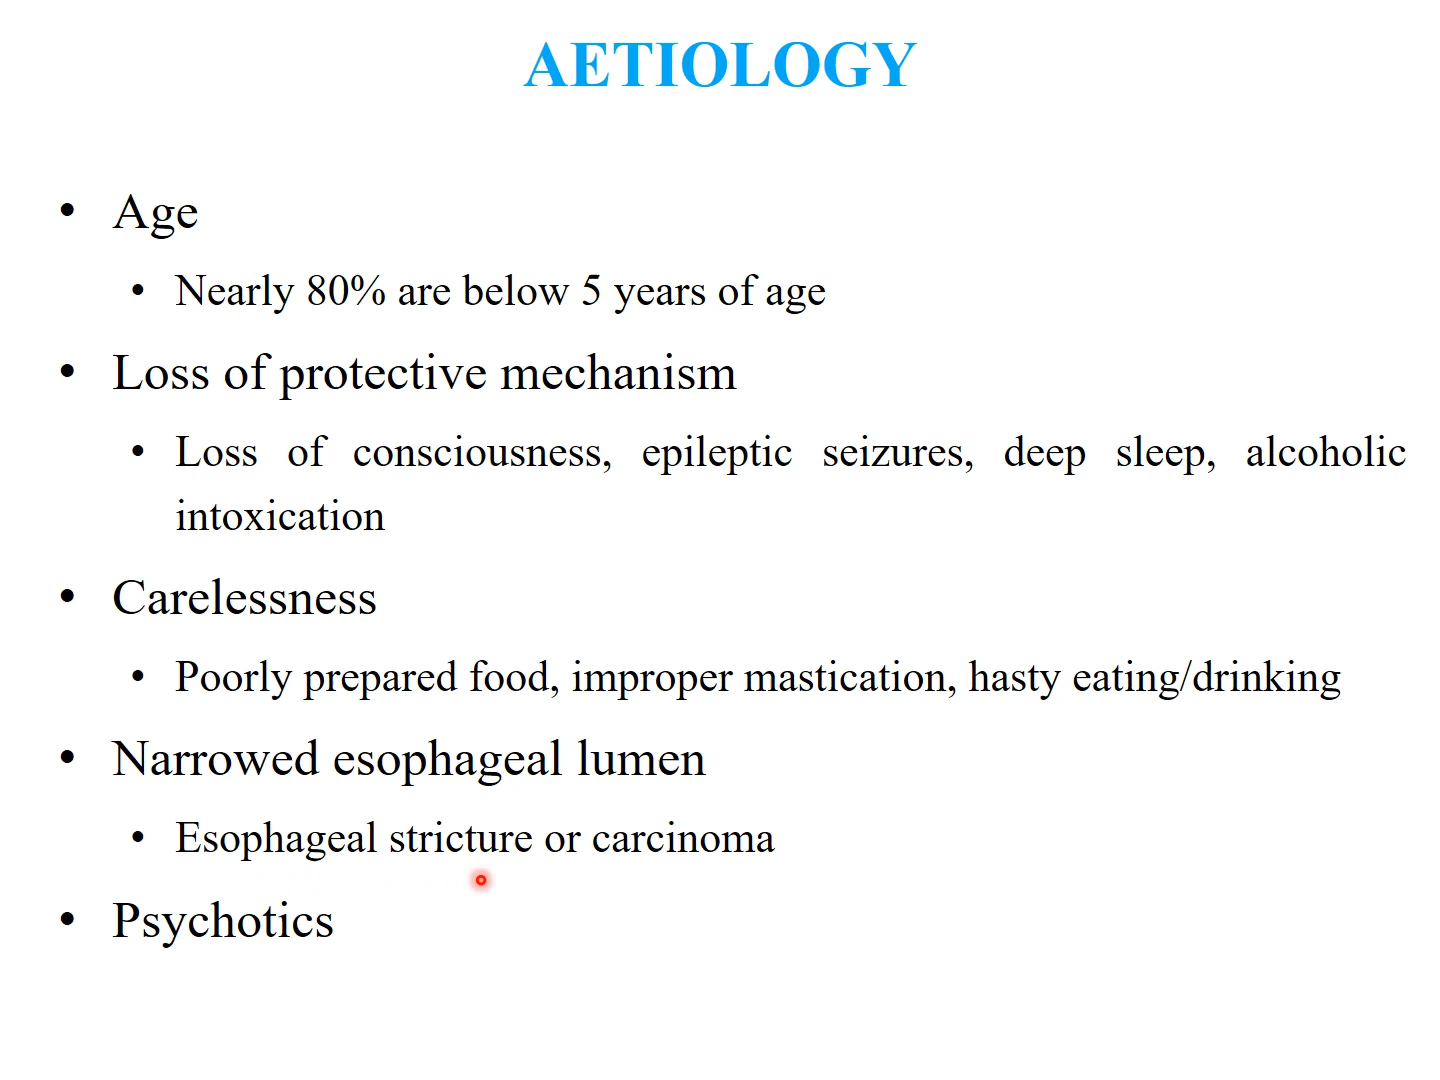 AETIOLOGY
• Age
• Nearly 80% are below 5 years of age
• Loss of protective mechanism
• Loss of consciousness, epileptic seizures, deep sleep, alcoholic
intoxication
• Carelessness
• Poorly prepared food, improper mastication, hasty eating/drinking
• Narrowed esophageal lumen
• Esophageal stricture or carcinoma
• Psychotics